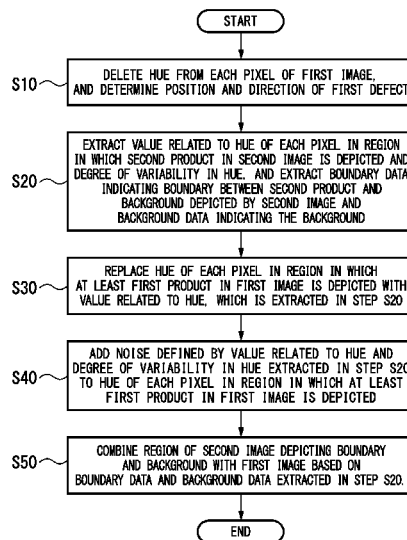 START
S10
DELETE HUE FROM EACH PIXEL OF FIRST IMAGE,
AND DETERMINE POSITION AND DIRECTION OF FIRST DEFECT
S20
EXTRACT VALUE RELATED TO HUE OF EACH PIXEL IN REGION
IN WHICH SECOND PRODUCT IN SECOND IMAGE IS DEPICTED AND
DEGREE OF VARIABILITY IN HUE, AND EXTRACT BOUNDARY DATA
INDICATING BOUNDARY BETWEEN SECOND PRODUCT AND
BACKGROUND DEPICTED BY SECOND IMAGE AND
BACKGROUND DATA INDICATING THE BACKGROUND
S30
REPLACE HUE OF EACH PIXEL IN REGION IN WHICH
AT LEAST FIRST PRODUCT IN FIRST IMAGE IS DEPICTED WITH
VALUE RELATED TO HUE, WHICH IS EXTRACTED IN STEP S20
S40
ADD NOISE DEFINED BY VALUE RELATED TO HUE AND
DEGREE OF VARIABILITY IN HUE EXTRACTED IN STEP S20
TO HUE OF EACH PIXEL IN REGION IN WHICH AT LEAST
FIRST PRODUCT IN FIRST IMAGE IS DEPICTED
S50
COMBINE REGION OF SECOND IMAGE DEPICTING BOUNDARY
AND BACKGROUND WITH FIRST IMAGE BASED ON
BOUNDARY DATA AND BACKGROUND DATA EXTRACTED IN STEP S20.
END